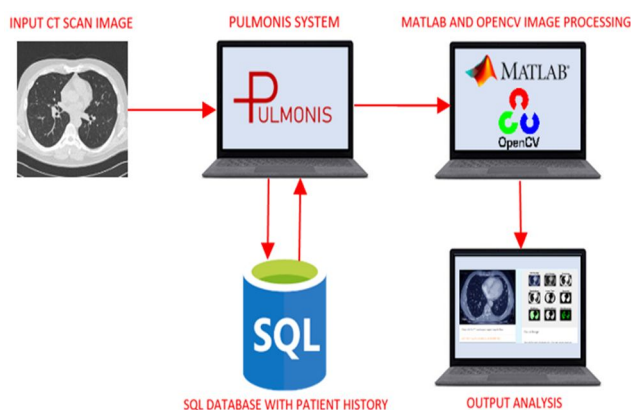 INPUT CT SCAN IMAGE
PULMONIS SYSTEM
MATLAB AND OPENCV IMAGE PROCESSING
PULMONIS
MATLAB®
OpenCV
SQL
SQL DATABASE WITH PATIENT HISTORY
OUTPUT ANALYSIS